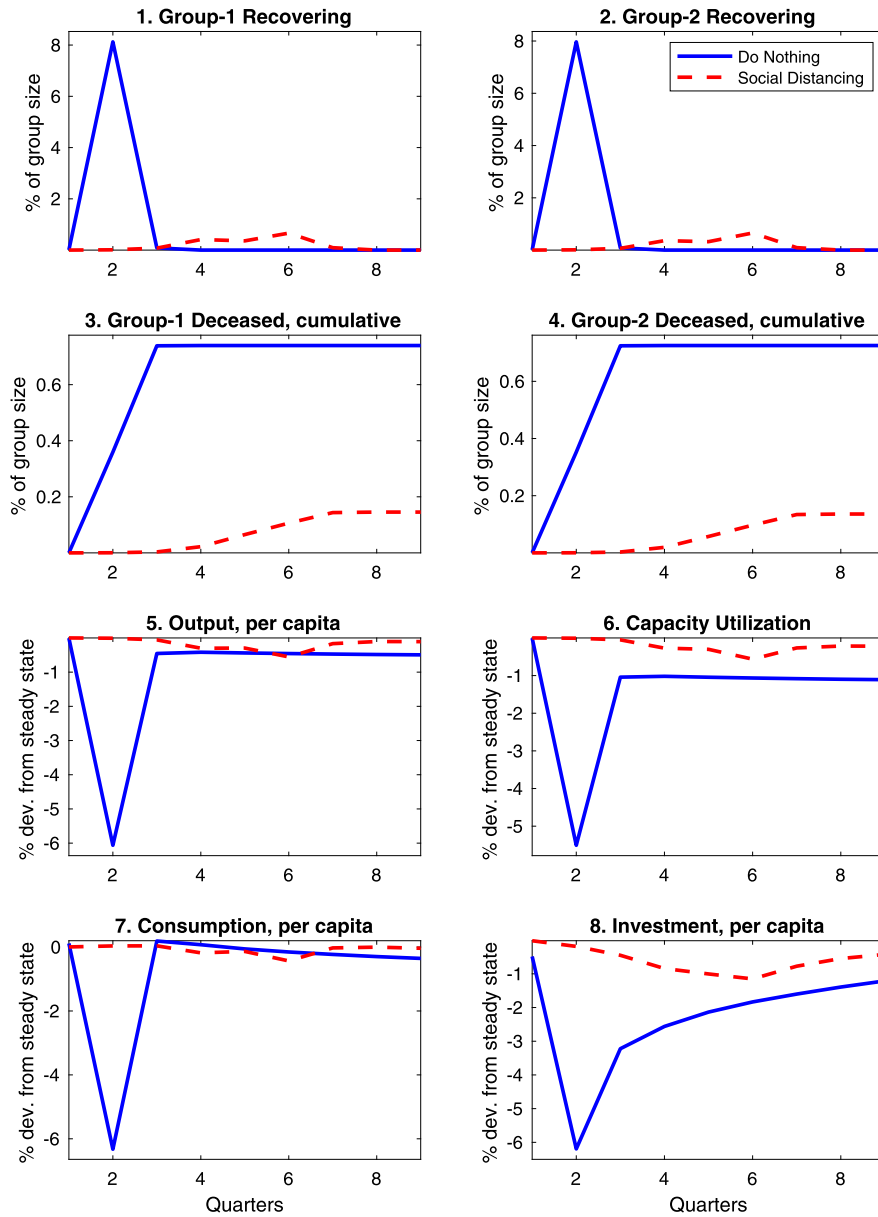 1. Group-1 Recovering
% of group size
8
6
4
2
2 4 6 8
2. Group-2 Recovering
Do Nothing
Social Distancing
% of group size
8
6
4
2
2 4 6 8
3. Group-1 Deceased, cumulative
% of group size
0.6
0.4
0.2
2 4 6 8
4. Group-2 Deceased, cumulative
% of group size
0.6
0.4
0.2
2 4 6 8
5. Output, per capita
% dev. from steady state
-1
-2
-3
-4
-5
-6
2 4 6 8
6. Capacity Utilization
% dev. from steady state
-1
-2
-3
-4
-5
2 4 6 8
7. Consumption, per capita
% dev. from steady state
0
-2
-4
-6
2 4 6 8
Quarters
8. Investment, per capita
% dev. from steady state
-1
-2
-3
-4
-5
-6
2 4 6 8
Quarters